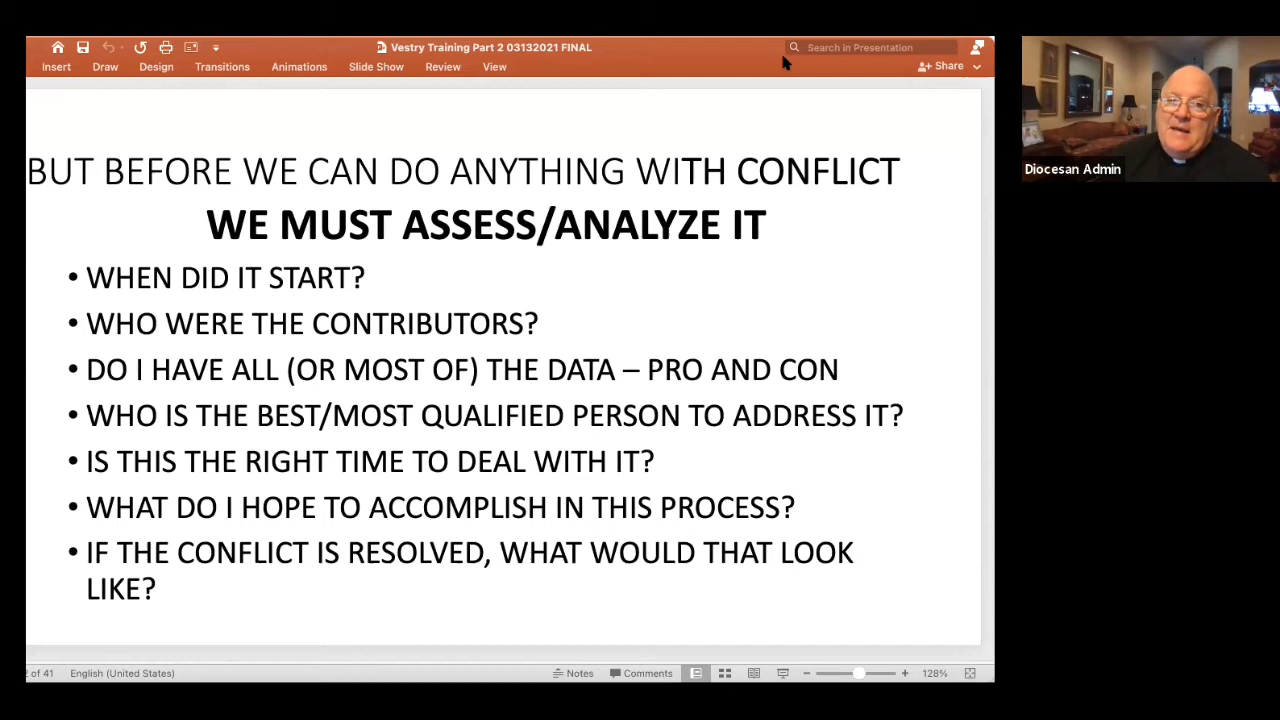 Vestry Training Part 2 03132021 FINAL
Search in Presentation
Insert Draw Design Transitions Animations Slide Show Review View
Share
BUT BEFORE WE CAN DO ANYTHING WITH CONFLICT
WE MUST ASSESS/ANALYZE IT
• WHEN DID IT START?
• WHO WERE THE CONTRIBUTORS?
• DO I HAVE ALL (OR MOST OF) THE DATA – PRO AND CON
• WHO IS THE BEST/MOST QUALIFIED PERSON TO ADDRESS IT?
• IS THIS THE RIGHT TIME TO DEAL WITH IT?
• WHAT DO I HOPE TO ACCOMPLISH IN THIS PROCESS?
• IF THE CONFLICT IS RESOLVED, WHAT WOULD THAT LOOK
LIKE?
of 41 English (United States) Notes Comments 128%
Diocesan Admin